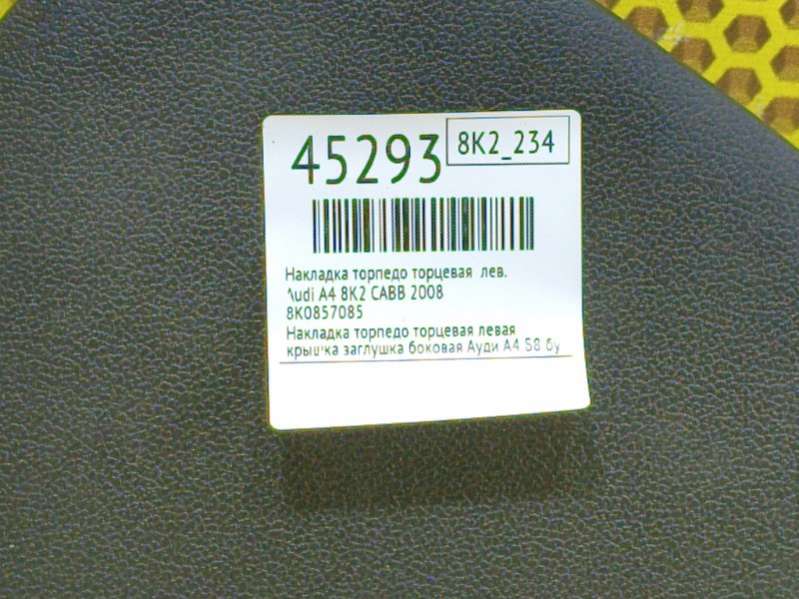 45293
8K2_234
Накладка торпедо торцевая лев.
Audi A4 8K2 CABB 2008
8K0857085
Накладка торпедо торцевая левая
крышка заглушка боковая Ауди А4 S8 бу